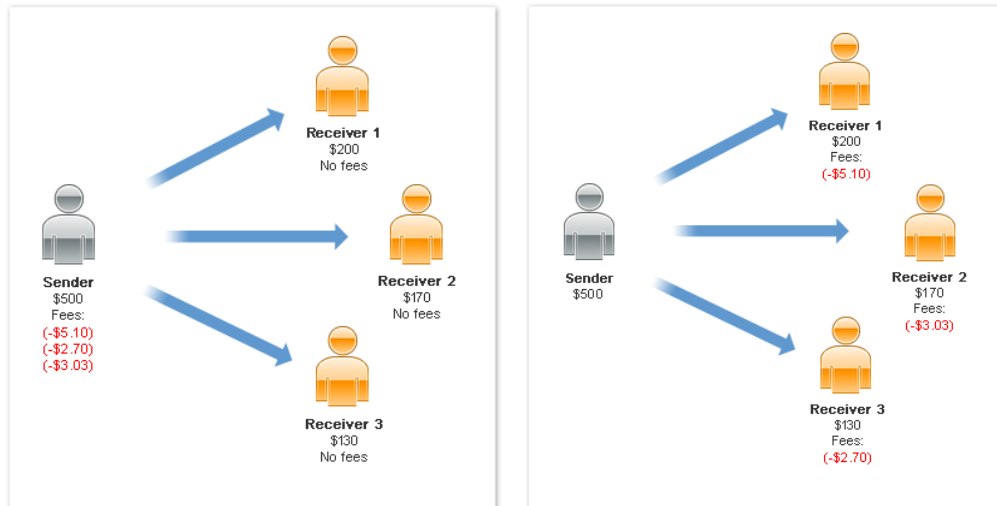 Receiver 1
$200
No fees
Sender
$500
Fees:
(-$5.10)
(-$2.70)
(-$3.03)
Receiver 2
$170
No fees
Receiver 3
$130
No fees
Receiver 1
$200
Fees:
(-$5.10)
Sender
$500
Receiver 2
$170
Fees:
(-$3.03)
Receiver 3
$130
Fees:
(-$2.70)